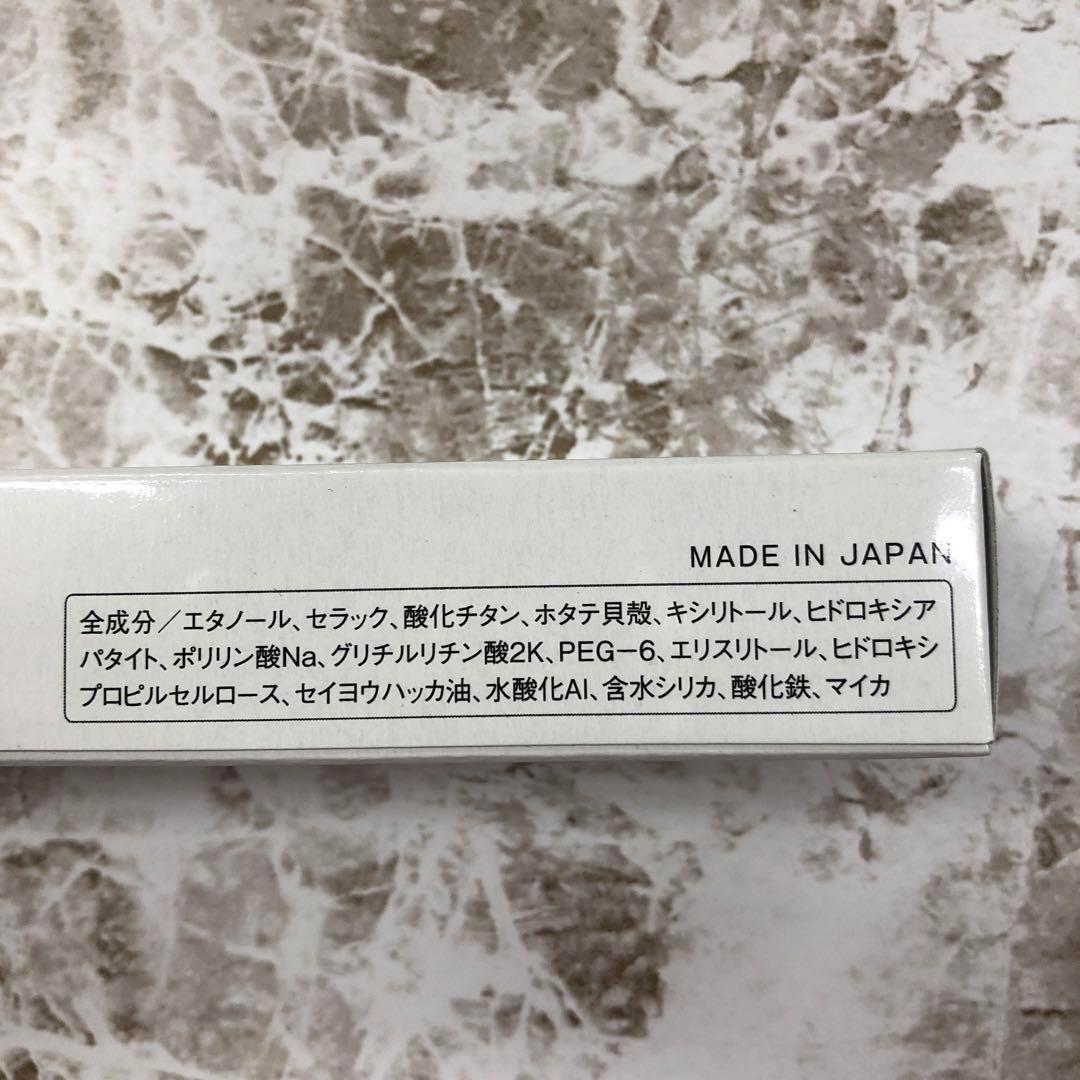 MADE IN JAPAN
全成分／エタノール、セラック、酸化チタン、ホタテ貝殻、キシリトール、ヒドロキシア
パタイト、ポリリン酸Na、グリチルリチン酸2K、PEG－6、エリスリトール、ヒドロキシ
プロピルセルロース、セイヨウハッカ油、水酸化Al、含水シリカ、酸化鉄、マイカ